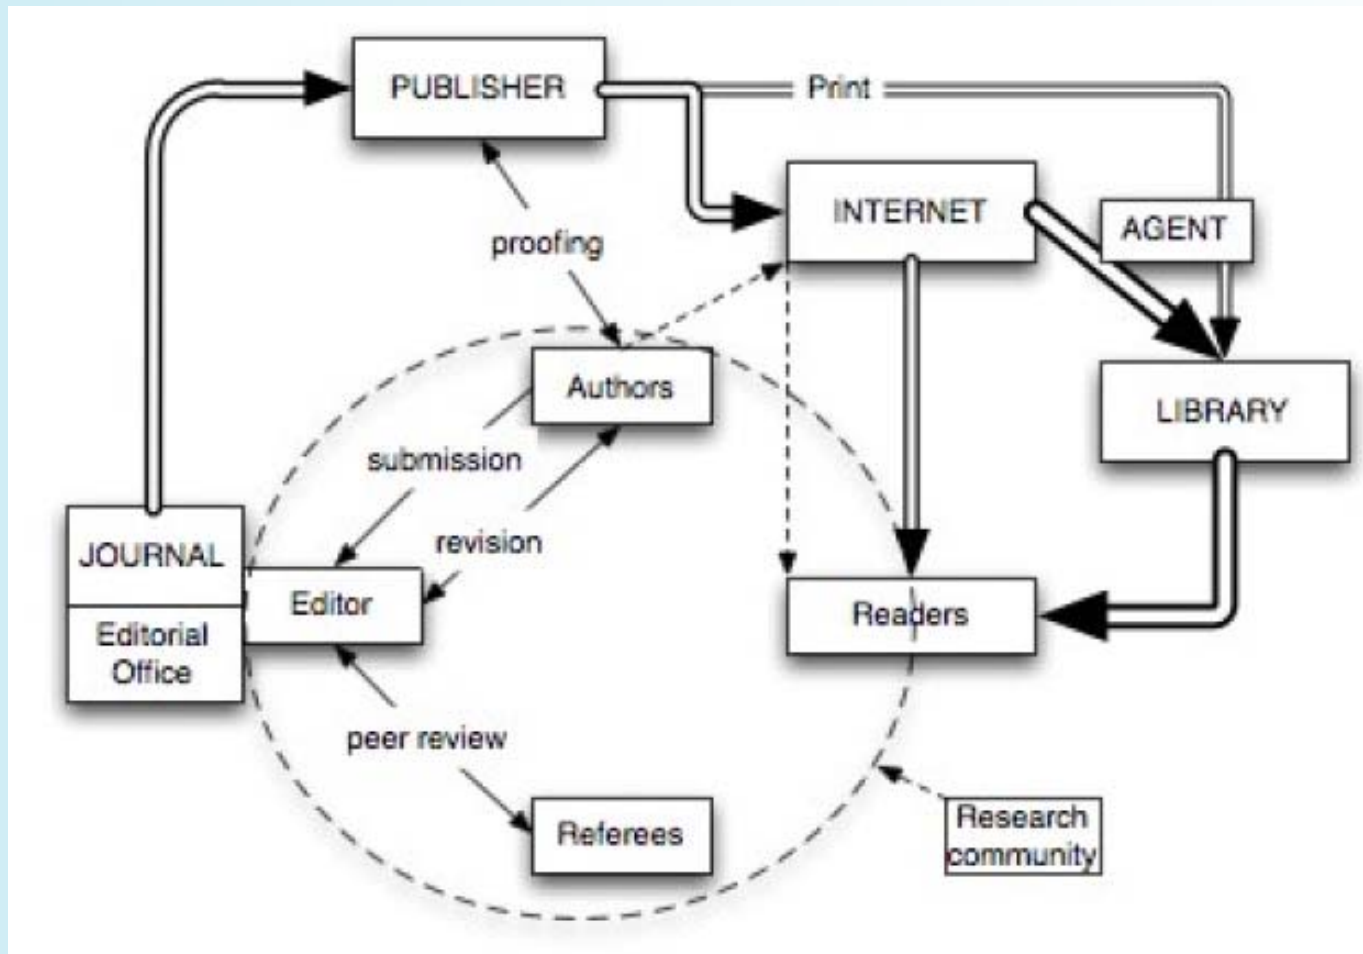 PUBLISHER
Print
INTERNET
AGENT
proofing
Authors
LIBRARY
submission
revision
JOURNAL
Editorial
Office
Editor
Readers
peer review
Referees
Research
community